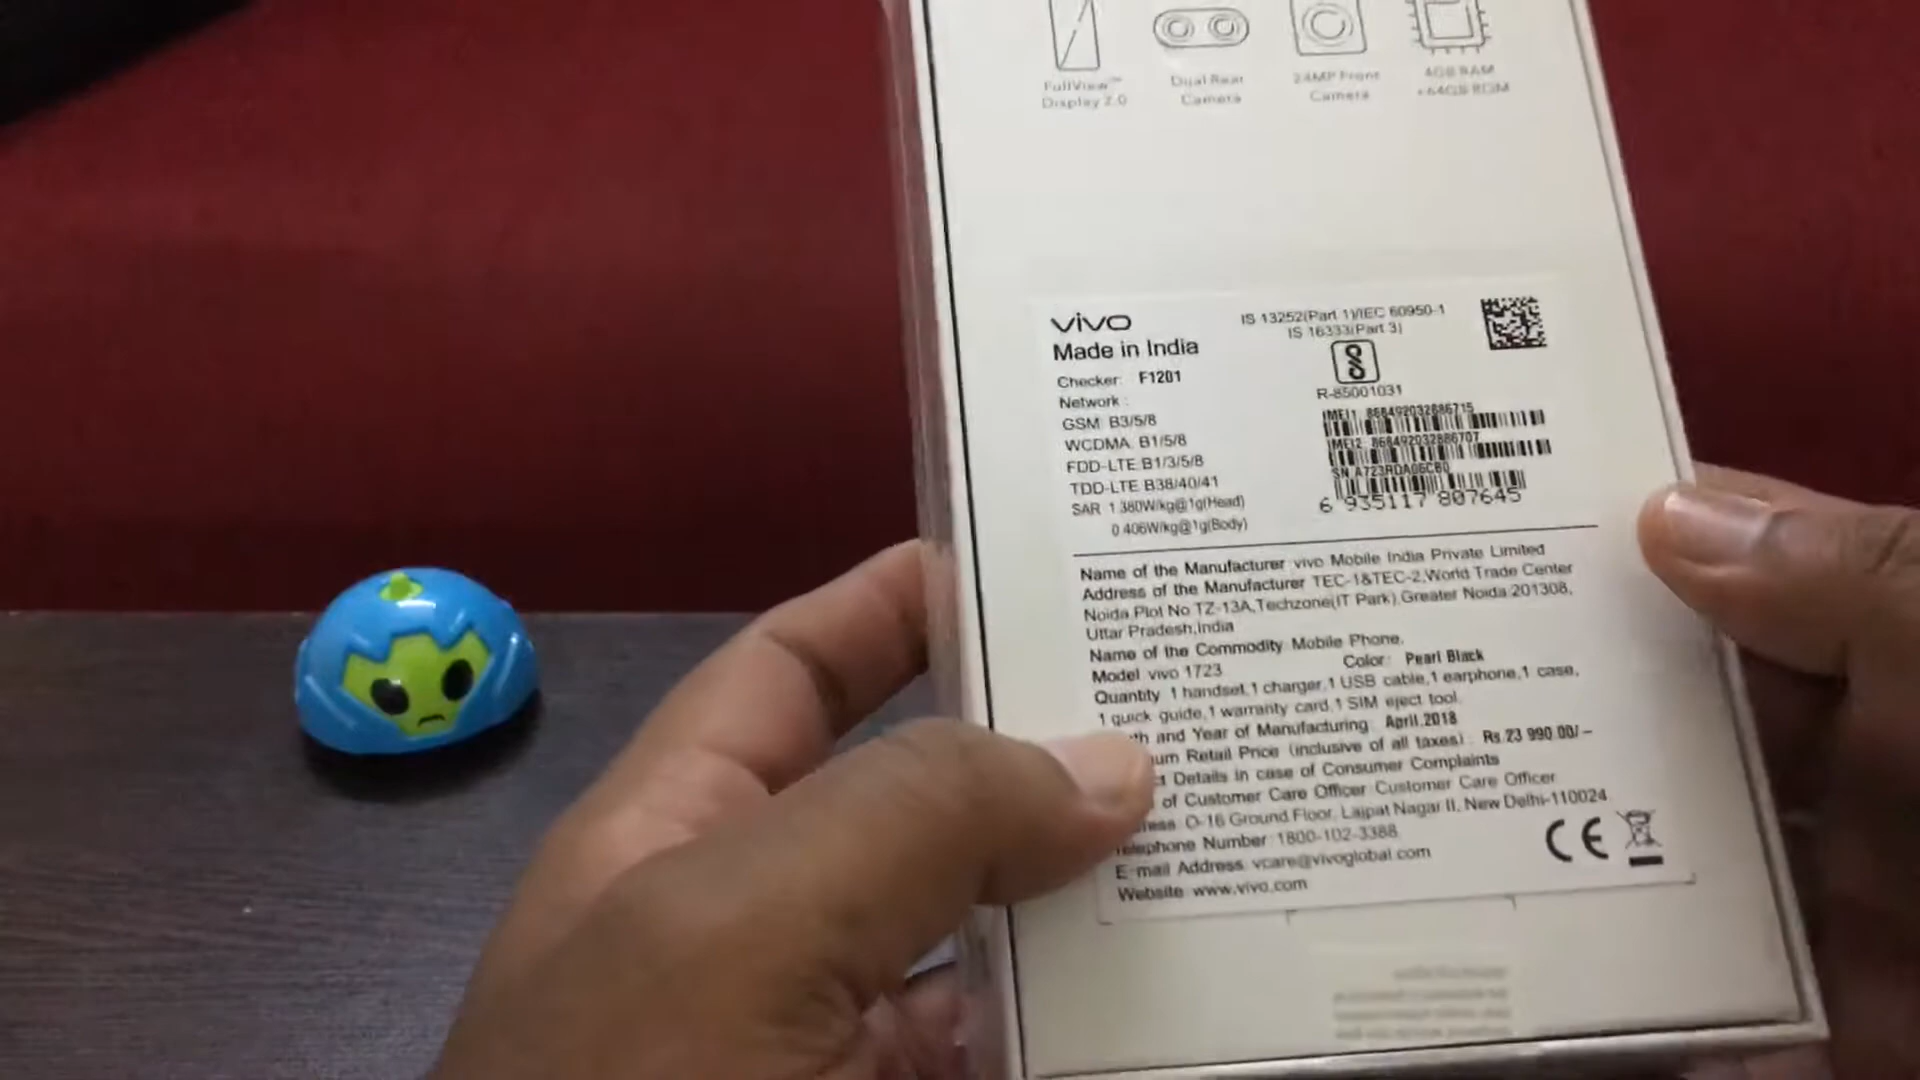 FullView™
Display 2.0
Dual Rear
Camera
24MP Front
Camera
4GB RAM
+64GB ROM
vivo
Made in India
Checker: F1201
Network :
GSM: B3/5/8
WCDMA: B1/5/8
FDD-LTE:B1/3/5/8
TDD-LTE:B38/40/41
SAR 1.380W/kg@1g(Head)
0.406W/kg@1g(Body)
IS 13252(Part 1)/IEC 60950-1
IS 16333(Part 3)
R-85001031
IMEI1 868492032886715
IMEI2 868492032886707
SN A723RDA06CB0
6 935117 807645
Name of the Manufacturer vivo Mobile India Private Limited
Address of the Manufacturer TEC-1&TEC-2,World Trade Center
Noida Plot No TZ-13A,Techzone(IT Park),Greater Noida 201308,
Uttar Pradesh,India
Name of the Commodity Mobile Phone,
Model vivo 1723 Color: Pearl Black
Quantity 1 handset,1 charger,1 USB cable,1 earphone,1 case,
1 quick guide,1 warranty card,1 SIM eject tool.
and Year of Manufacturing: April.2018
Retail Price (inclusive of all taxes): Rs.23 990.00/-
Details in case of Consumer Complaints
of Customer Care Officer Customer Care Officer
O-16 Ground Floor, Lajpat Nagar II, New Delhi-110024
Telephone Number 1800-102-3388
E-mail Address: vcare@vivoglobal.com
Website www.vivo.com
CE